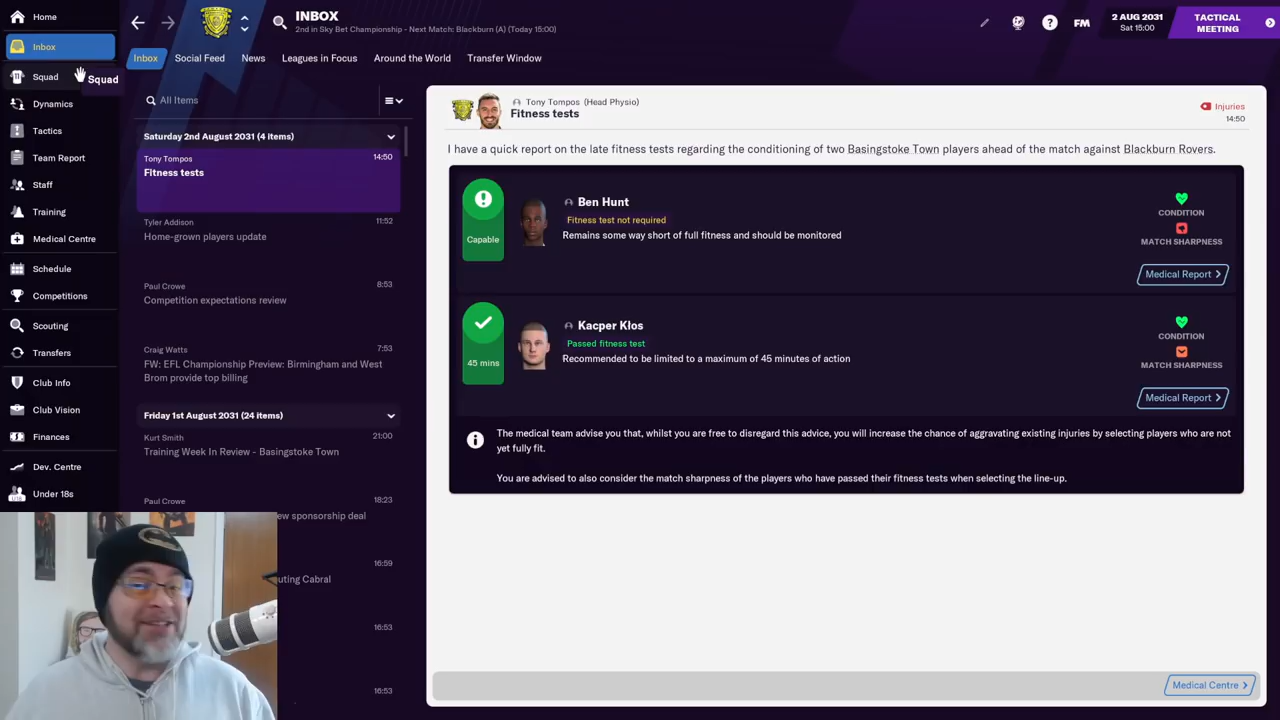 Home
Inbox
Squad
Squad
Dynamics
Tactics
Team Report
Staff
Training
Medical Centre
Schedule
Competitions
Scouting
Transfers
Club Info
Club Vision
Finances
Dev. Centre
Under 18s
INBOX
2nd in Sky Bet Championship - Next Match: Blackburn (A) (Today 15:00)
FM
2 AUG 2031
Sat 15:00
TACTICAL
MEETING
Inbox
Social Feed
News
Leagues in Focus
Around the World
Transfer Window
All Items
Saturday 2nd August 2031 (4 items)
Tony Tompos
14:50
Fitness tests
Tyler Addison
11:52
Home-grown players update
Paul Crowe
8:53
Competition expectations review
Craig Watts
7:53
FW: EFL Championship Preview: Birmingham and West
Brom provide top billing
Friday 1st August 2031 (24 items)
Kurt Smith
21:00
Training Week In Review - Basingstoke Town
Paul Crowe
18:23
sponsorship deal
16:59
Cabral
16:53
16:53
Tony Tompos (Head Physio)
Fitness tests
Injuries
14:50
I have a quick report on the late fitness tests regarding the conditioning of two Basingstoke Town players ahead of the match against Blackburn Rovers.
Capable
Ben Hunt
Fitness test not required
Remains some way short of full fitness and should be monitored
CONDITION
MATCH SHARPNESS
Medical Report
45 mins
Kacper Klos
Passed fitness test
Recommended to be limited to a maximum of 45 minutes of action
CONDITION
MATCH SHARPNESS
Medical Report
The medical team advise you that, whilst you are free to disregard this advice, you will increase the chance of aggravating existing injuries by selecting players who are not
yet fully fit.
You are advised to also consider the match sharpness of the players who have passed their fitness tests when selecting the line-up.
Medical Centre